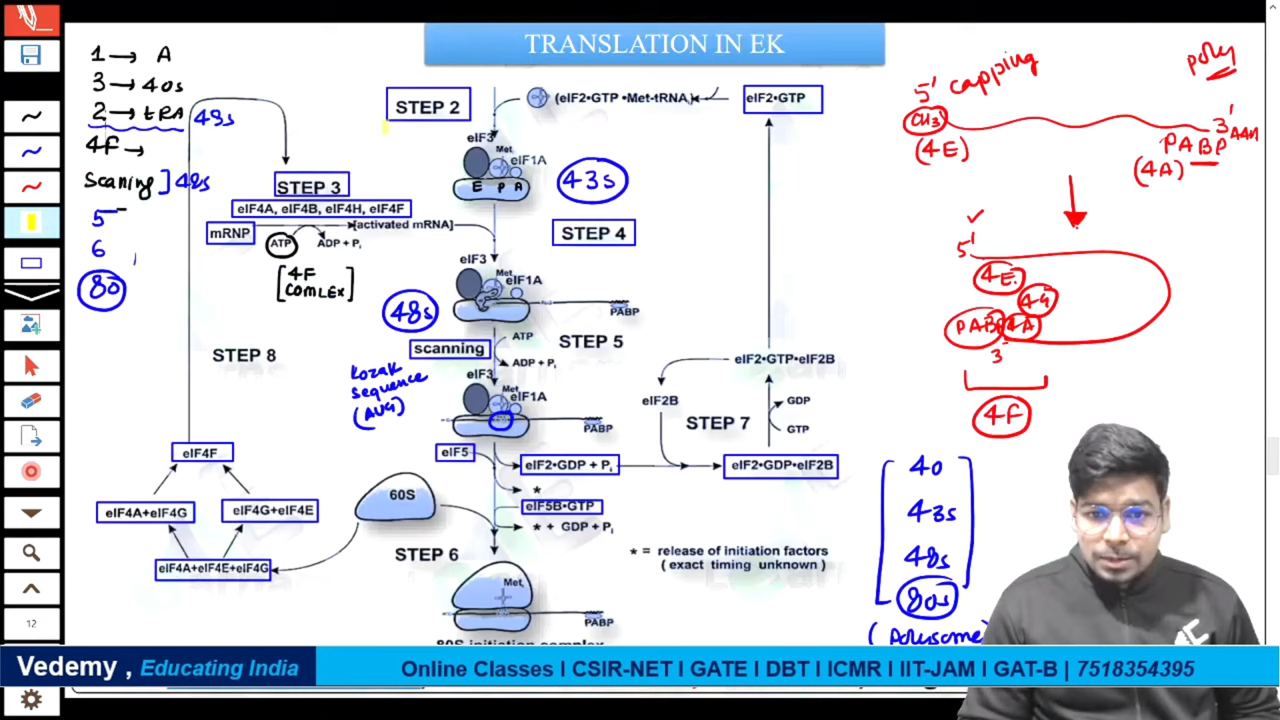 TRANSLATION IN EK
1 → A
3 → 40s
2 → tRA
48s
4F →
Scaning] 48s
5
6
80
STEP 2
(eIF2•GTP •Met-tRNAi)
eIF2•GTP
eIF3
Met
eIF1A
E P A
43s
STEP 3
eIF4A, eIF4B, eIF4H, eIF4F
mRNP
[activated mRNA]
ATP
ADP + Pi
[4F
COMLEX]
STEP 4
eIF3
Met
eIF1A
PABP
48s
STEP 5
scanning
ATP
ADP + Pi
Kozak
sequence
(AUG)
eIF3
Met
eIF1A
PABP
STEP 8
eIF2•GTP•eIF2B
eIF2B
STEP 7
GDP
GTP
eIF5
eIF2•GDP + Pi
eIF2•GDP•eIF2B
*
eIF5B•GTP
* + GDP + Pi
eIF4F
eIF4A+eIF4G
eIF4G+eIF4E
eIF4A+eIF4E+eIF4G
60S
STEP 6
* = release of initiation factors
( exact timing unknown )
Met
PABP
80S initiation complex
5' capping
poly
CH3
3'
(4E)
PABP
(4A)
5'
4E
4G
PABP
4A
3'
4F
40
43s
48s
80s
12
Vedemy , Educating India
Online Classes I CSIR-NET I GATE I DBT I ICMR I IIT-JAM I GAT-B | 7518354395